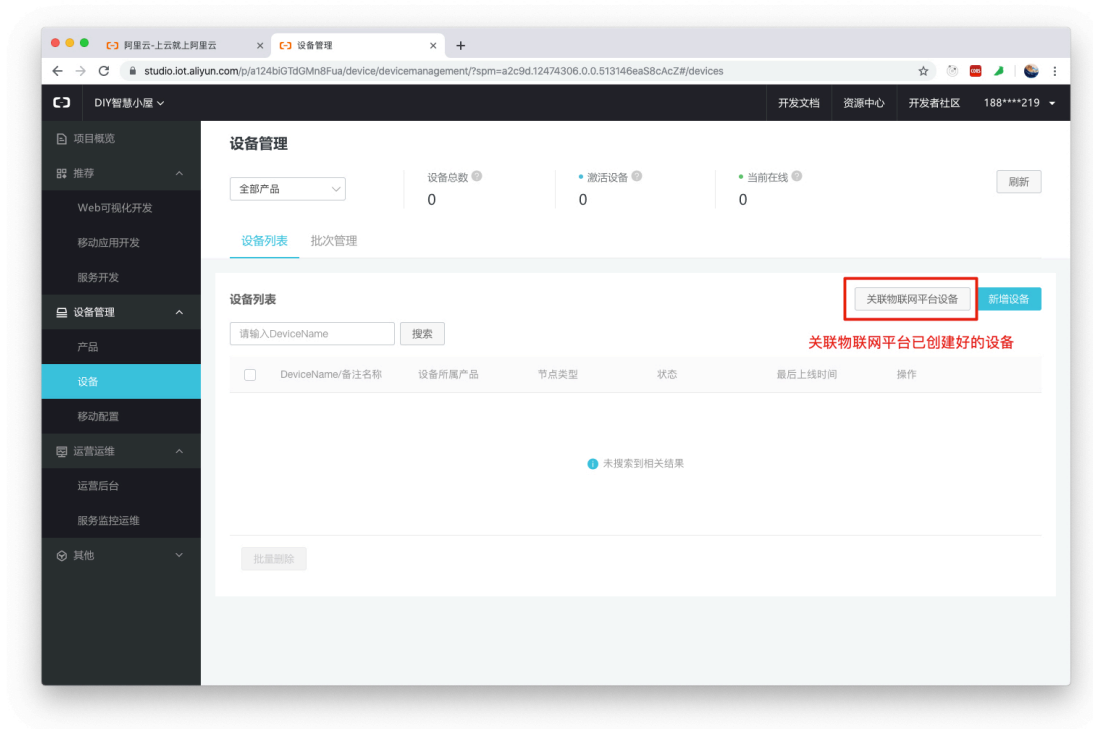 阿里云-上云就上阿里云
设备管理
studio.iot.aliyun.com/p/a124biGTdGMn8Fua/device/devicemanagement/?spm=a2c9d.12474306.0.0.513146eaS8cAcZ#/devices
DIY智慧小屋
开发文档
资源中心
开发者社区
188****219
项目概览
推荐
Web可视化开发
移动应用开发
服务开发
设备管理
产品
设备
移动配置
运营运维
运营后台
服务监控运维
其他
设备管理
全部产品
设备总数
0
激活设备
0
当前在线
0
刷新
设备列表
批次管理
设备列表
关联物联网平台设备
新增设备
请输入DeviceName
搜索
关联物联网平台已创建好的设备
DeviceName/备注名称
设备所属产品
节点类型
状态
最后上线时间
操作
未搜索到相关结果
批量删除